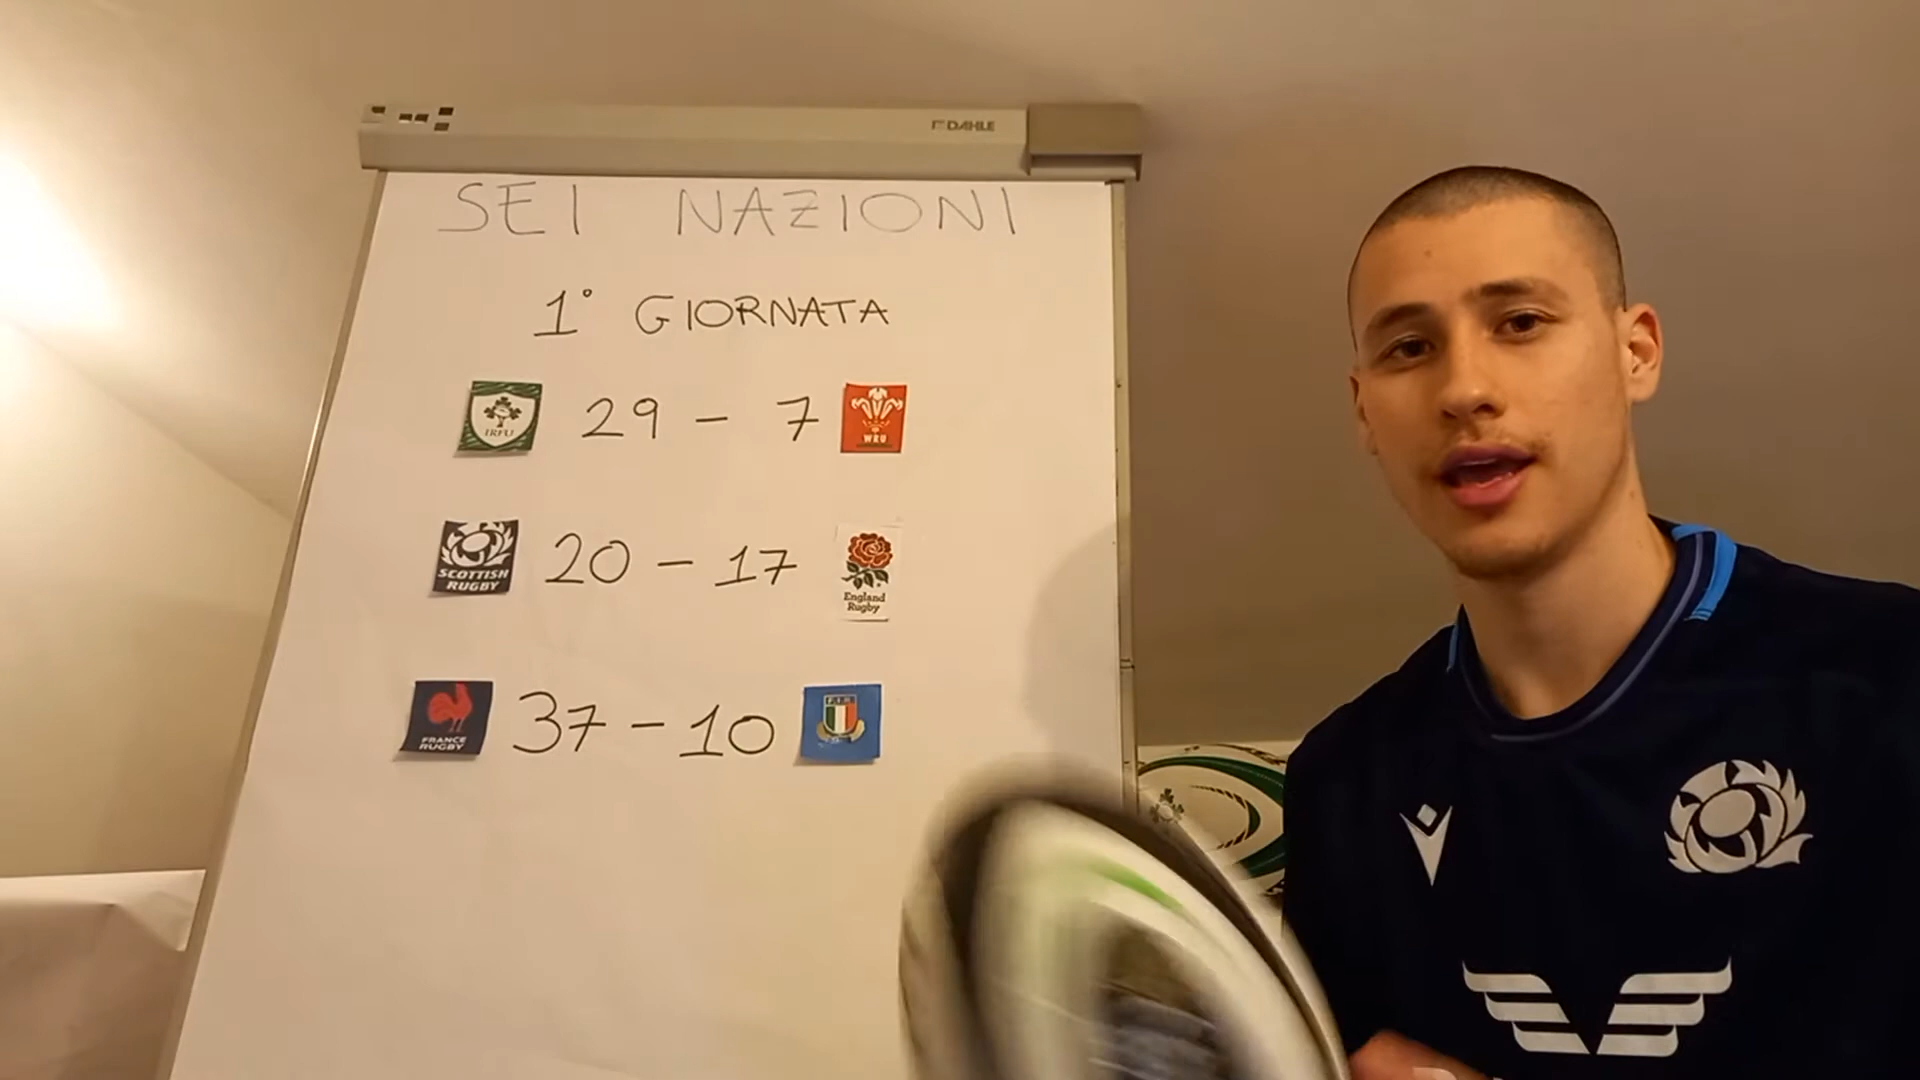 DAHLE
SEI NAZIONI
1° GIORNATA
IRFU 29 - 7 WRU
SCOTTISH RUGBY 20 - 17 England Rugby
FRANCE RUGBY 37 - 10 F.I.R.